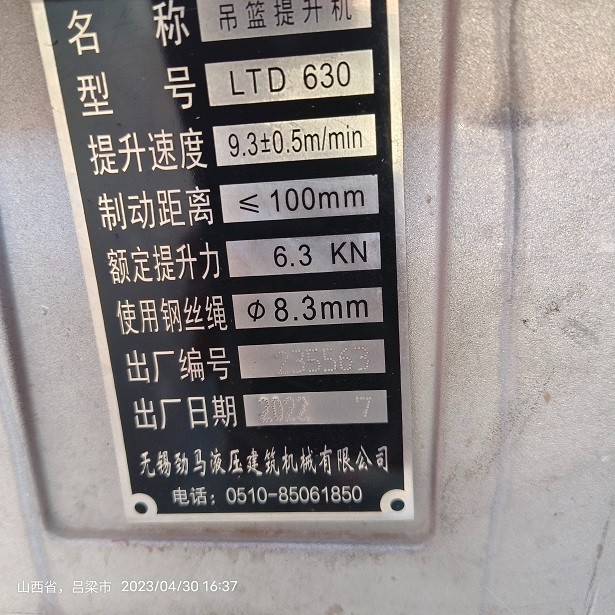 名 称 吊篮提升机
型 号 LTD 630
提升速度 9.3±0.5m/min
制动距离 ≤ 100mm
额定提升力 6.3 KN
使用钢丝绳 Φ8.3mm
出厂编号 235563
出厂日期 2022 7
无锡劲马液压建筑机械有限公司
电话：0510-85061850
山西省，吕梁市 2023/04/30 16:37